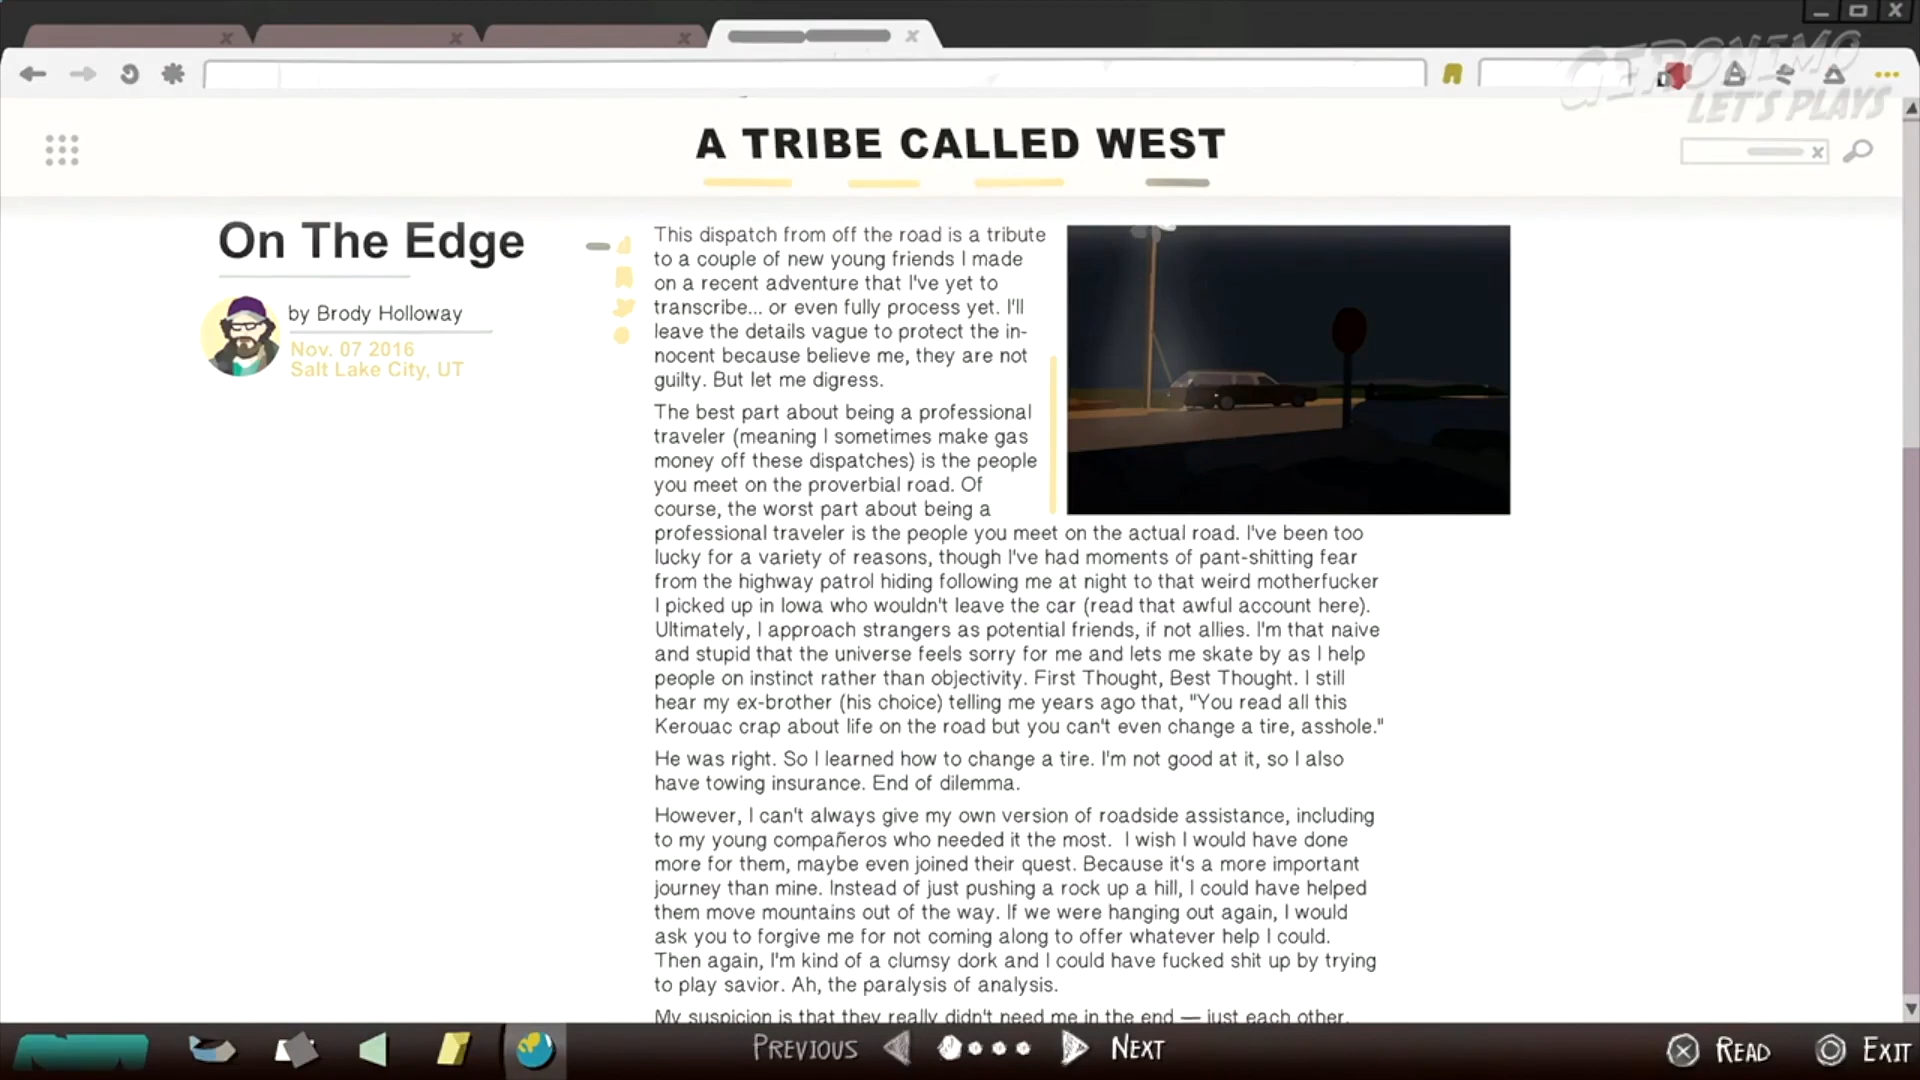 GERONIMO
LET'S PLAYS
A TRIBE CALLED WEST
On The Edge
by Brody Holloway
Nov. 07 2016
Salt Lake City, UT
This dispatch from off the road is a tribute
to a couple of new young friends I made
on a recent adventure that I've yet to
transcribe... or even fully process yet. I'll
leave the details vague to protect the in-
nocent because believe me, they are not
guilty. But let me digress.
The best part about being a professional
traveler (meaning I sometimes make gas
money off these dispatches) is the people
you meet on the proverbial road. Of
course, the worst part about being a
professional traveler is the people you meet on the actual road. I've been too
lucky for a variety of reasons, though I've had moments of pant-shitting fear
from the highway patrol hiding following me at night to that weird motherfucker
I picked up in Iowa who wouldn't leave the car (read that awful account here).
Ultimately, I approach strangers as potential friends, if not allies. I'm that naive
and stupid that the universe feels sorry for me and lets me skate by as I help
people on instinct rather than objectivity. First Thought, Best Thought. I still
hear my ex-brother (his choice) telling me years ago that, "You read all this
Kerouac crap about life on the road but you can't even change a tire, asshole."
He was right. So I learned how to change a tire. I'm not good at it, so I also
have towing insurance. End of dilemma.
However, I can't always give my own version of roadside assistance, including
to my young compañeros who needed it the most.  I wish I would have done
more for them, maybe even joined their quest. Because it's a more important
journey than mine. Instead of just pushing a rock up a hill, I could have helped
them move mountains out of the way. If we were hanging out again, I would
ask you to forgive me for not coming along to offer whatever help I could.
Then again, I'm kind of a clumsy dork and I could have fucked shit up by trying
to play savior. Ah, the paralysis of analysis.
My suspicion is that they really didn't need me in the end — just each other.
PREVIOUS
NEXT
READ
EXIT